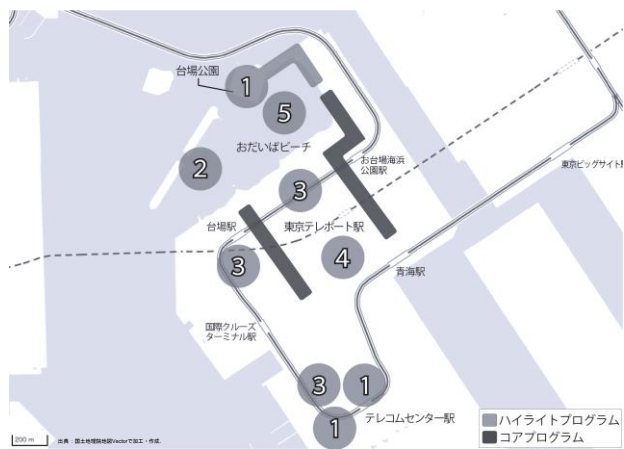 台場公園
1
5
おだいばビーチ
2
お台場海浜
公園駅
東京ビッグサイト駅
3
台場駅
東京テレポート駅
3
4
青海駅
国際クルーズ
ターミナル駅
3
1
テレコムセンター駅
1
ハイライトプログラム
コアプログラム
200 m
出典:国土地理院地図Vectorで加工・作成.